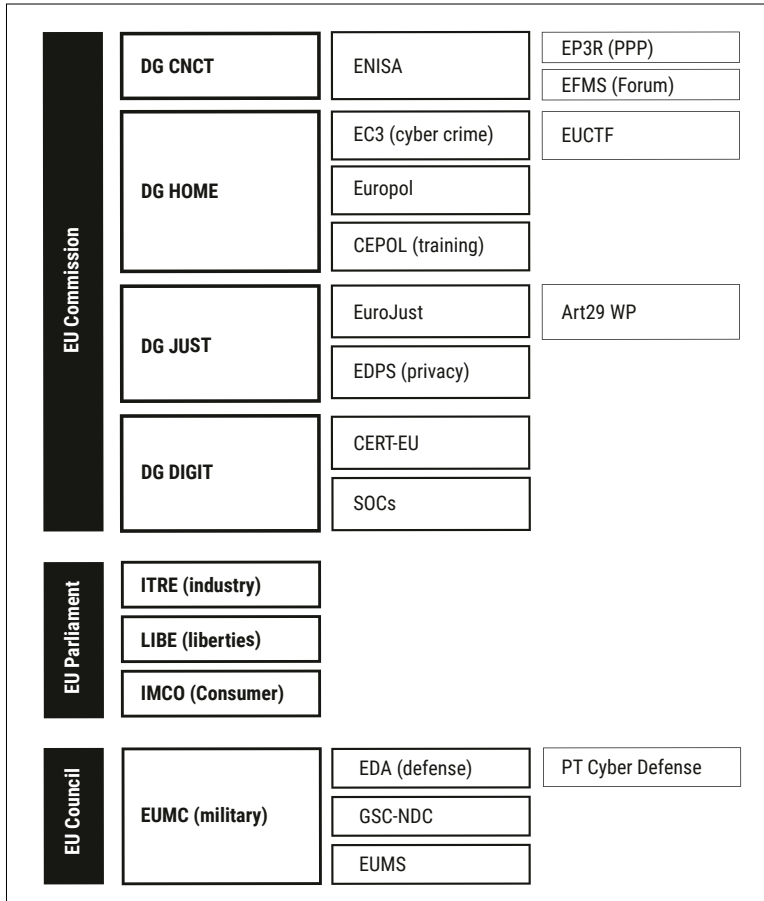 EU Commission
DG CNCT
ENISA
EP3R (PPP)
EFMS (Forum)
DG HOME
EC3 (cyber crime)
EUCTF
Europol
CEPOL (training)
DG JUST
EuroJust
Art29 WP
EDPS (privacy)
DG DIGIT
CERT-EU
SOCs
EU Parliament
ITRE (industry)
LIBE (liberties)
IMCO (Consumer)
EU Council
EUMC (military)
EDA (defense)
PT Cyber Defense
GSC-NDC
EUMS